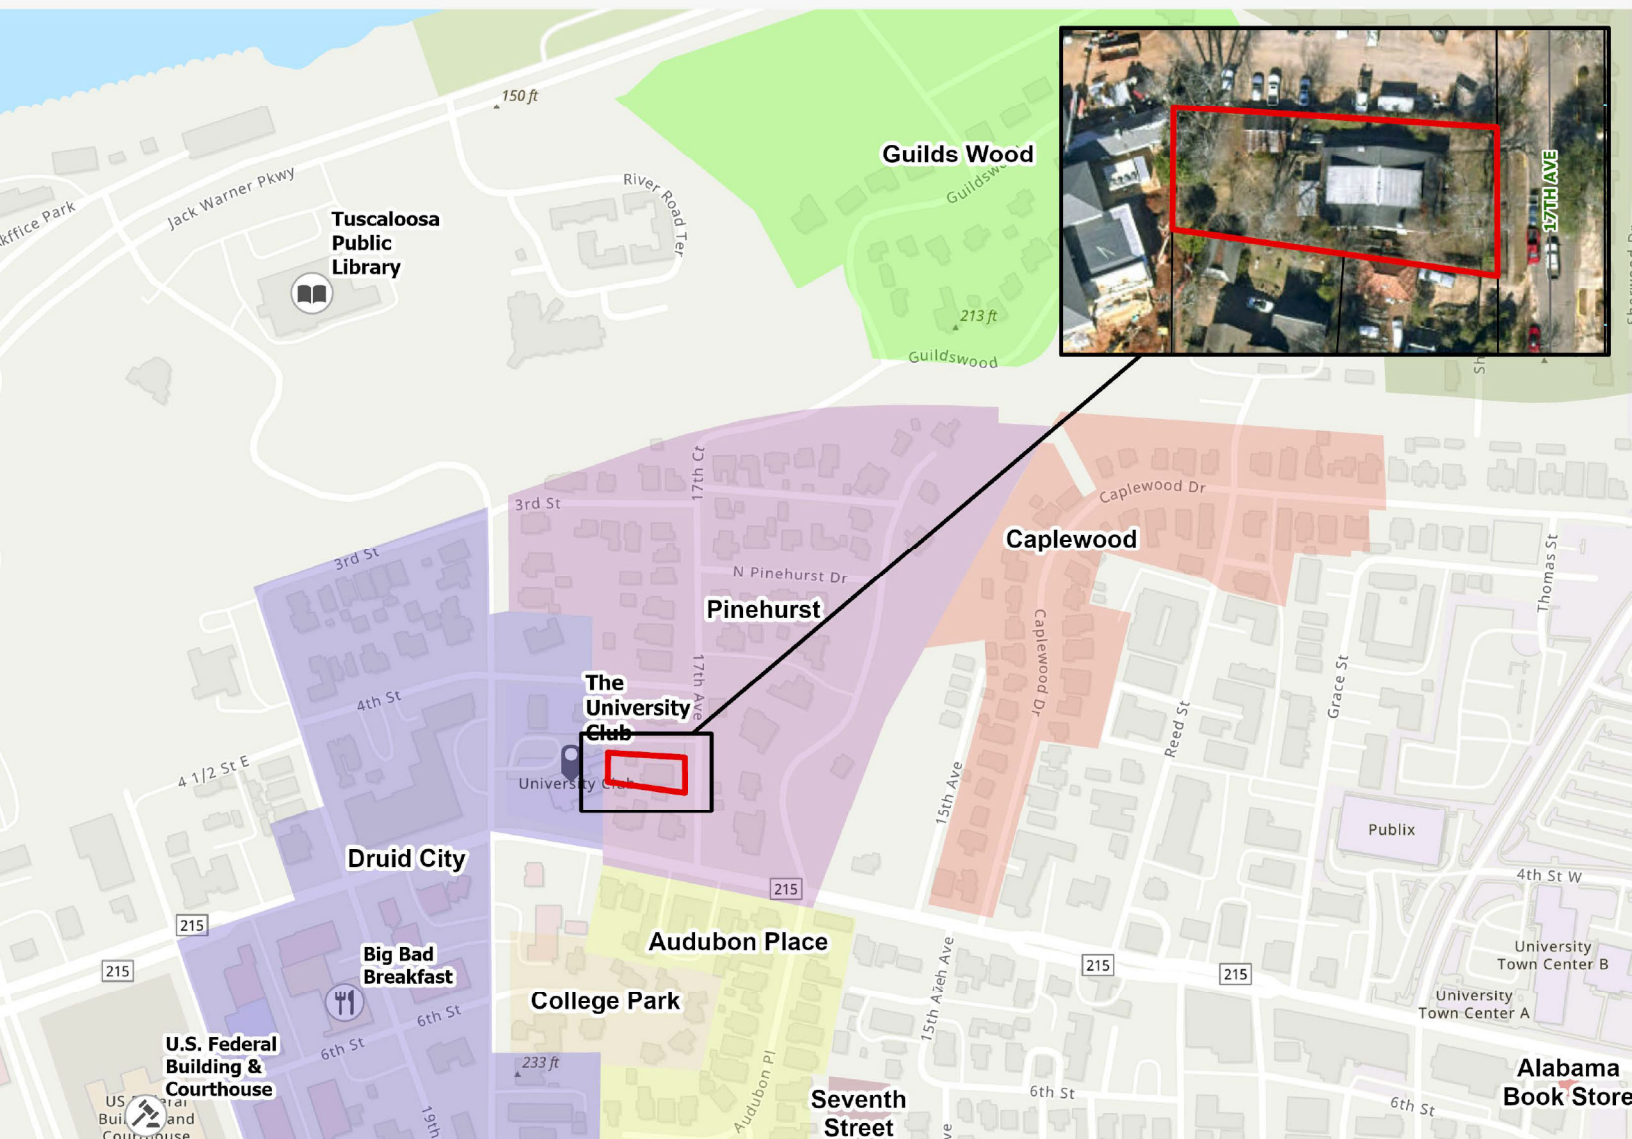 150 ft
Guilds Wood
River Road Ter
Jack Warner Pkwy
Tuscaloosa
Public
Library
17TH AVE
213 ft
Guildswood
17th Ct
3rd St
Caplewood Dr
Caplewood
3rd St
N Pinehurst Dr
Pinehurst
Thomas St
Caplewood Dr
Grace St
17th Ave
The
University
Club
4th St
Reed St
4 1/2 St E
University Club
15th Ave
Publix
Druid City
215
4th St W
215
Audubon Place
Big Bad
Breakfast
215
215
215
University
Town Center B
College Park
University
Town Center A
6th St
15th Ave
6th St
U.S. Federal
Building &
Courthouse
233 ft
Audubon Pl
Seventh
Street
6th St
6th St
Alabama
Book Store
19th